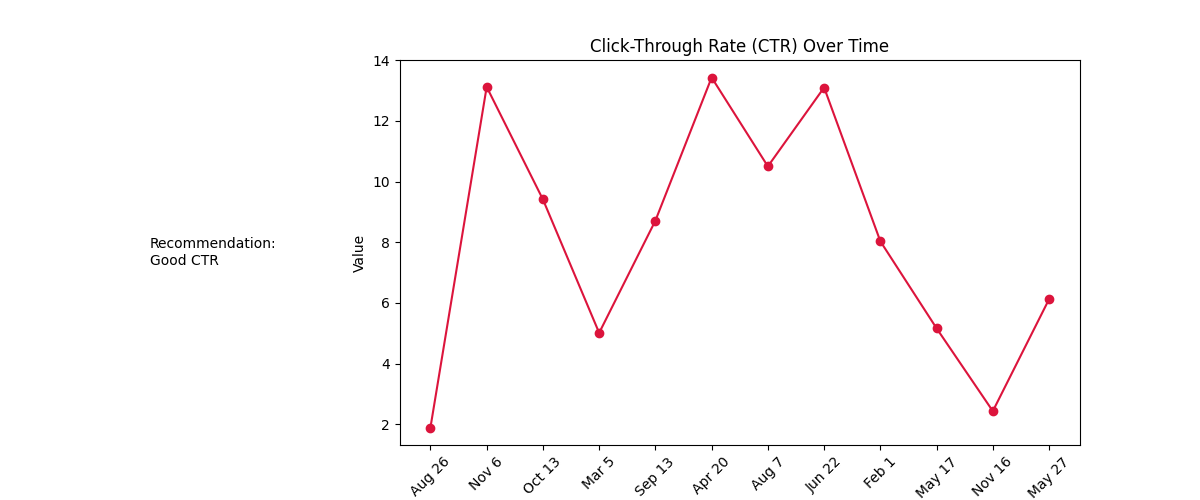 Click-Through Rate (CTR) Over Time
Recommendation:
Good CTR
Value
14
12
10
8
6
4
2
Aug 26
Nov 6
Oct 13
Mar 5
Sep 13
Apr 20
Aug 7
Jun 22
Feb 1
May 17
Nov 16
May 27